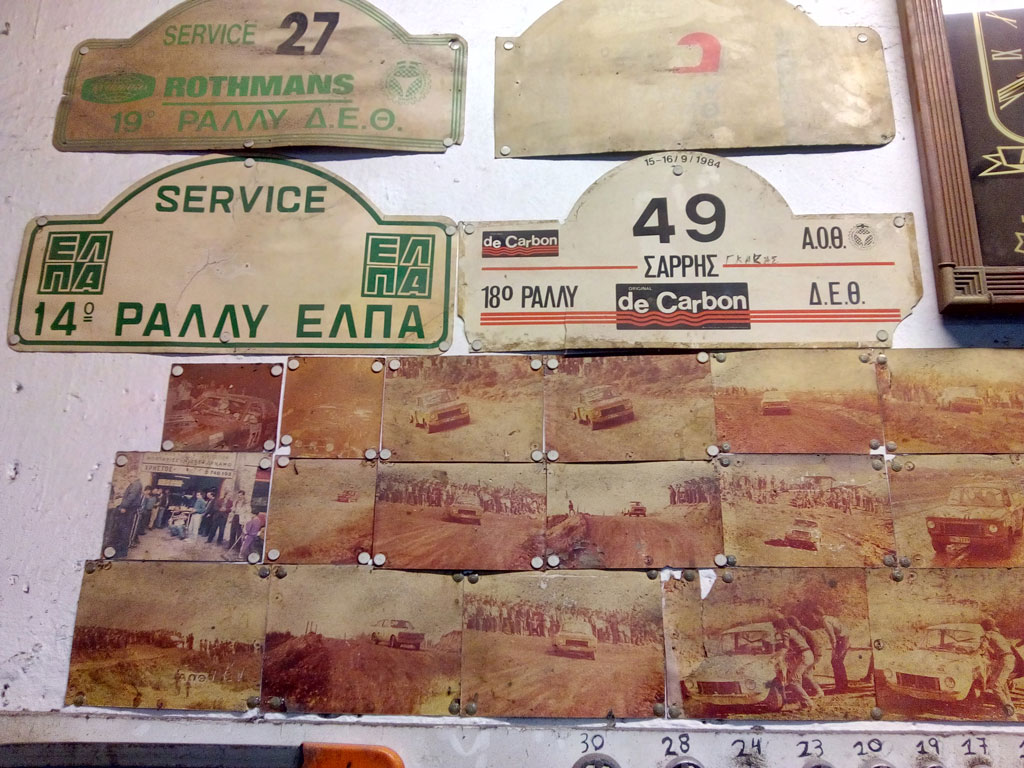 SERVICE 27
ROTHMANS
19° ΡΑΛΛΥ Δ.Ε.Θ.
SERVICE
ΕΛΠΑ
ΕΛΠΑ
14º ΡΑΛΛΥ ΕΛΠΑ
15-16/9/1984
49
de Carbon
Α.Ο.Θ.
ΣΑΡΡΗΣ
18º ΡΑΛΛΥ
ORIGINAL
de Carbon
Δ.Ε.Θ.
30 28 24 23 20 19 17